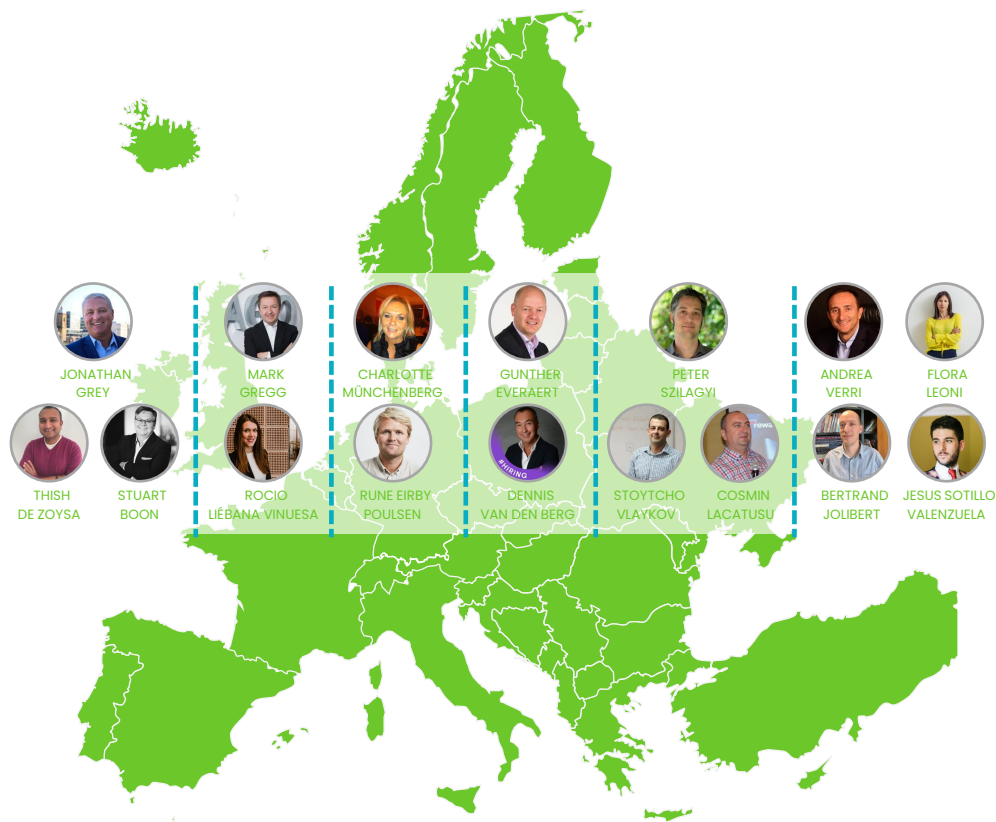 JONATHAN
GREY
MARK
GREGG
CHARLOTTE
MÜNCHENBERG
GUNTHER
EVERAERT
PETER
SZILAGYI
ANDREA
VERRI
FLORA
LEONI
rewa
#HIRING
THISH
DE ZOYSA
STUART
BOON
ROCIO
LIÉBANA VINUESA
RUNE EIRBY
POULSEN
DENNIS
VAN DEN BERG
STOYTCHO
VLAYKOV
COSMIN
LACATUSU
BERTRAND
JOLIBERT
JESUS SOTILLO
VALENZUELA